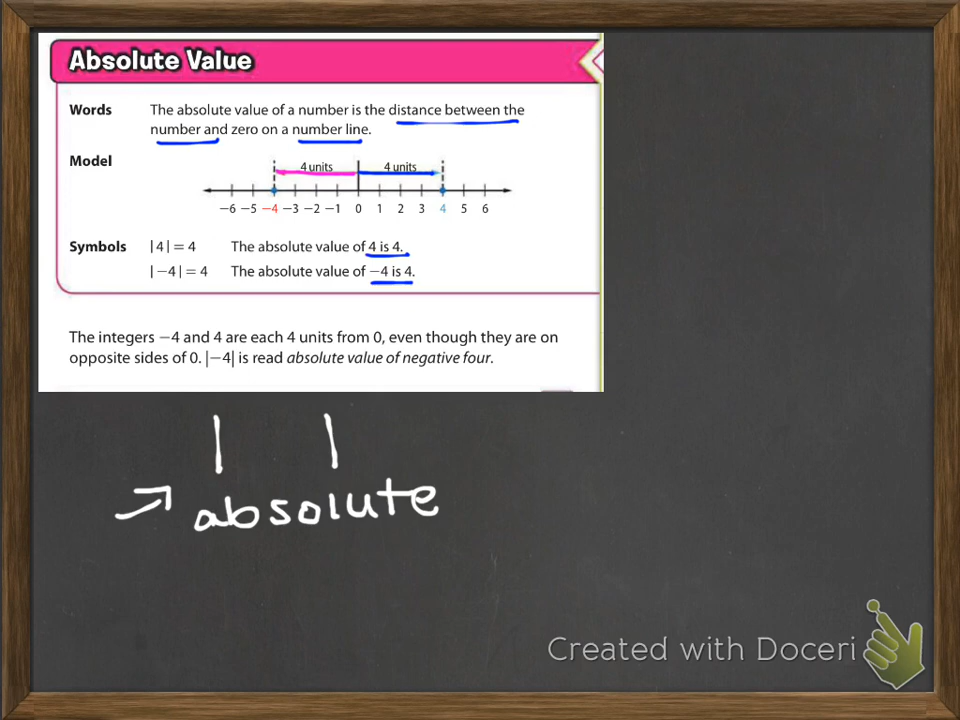 Absolute Value
Words The absolute value of a number is the distance between the
number and zero on a number line.
Model
4 units 4 units
−6 −5 −4 −3 −2 −1 0 1 2 3 4 5 6
Symbols |4| = 4 The absolute value of 4 is 4.
|−4| = 4 The absolute value of −4 is 4.
The integers −4 and 4 are each 4 units from 0, even though they are on
opposite sides of 0. |−4| is read absolute value of negative four.
| |
absolute
Created with Doceri